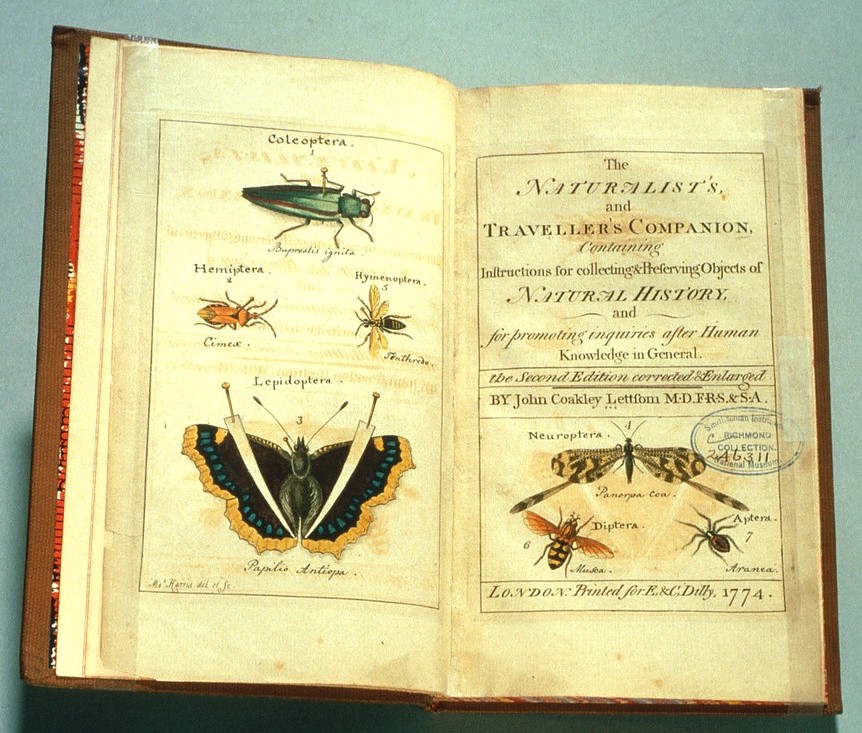 Coleoptera.
1
Buprestis ignita.
Hemiptera.
2
Cimex.
Hymenoptera.
5
Tenthredo.
Lepidoptera.
3
Papilio Antiopa.
Ms. Harris del. et Sc.
The
NATURALIST'S,
and
TRAVELLER'S COMPANION,
Containing
Instructions for collecting & Preserving Objects of
NATURAL HISTORY,
and
for promoting inquiries after Human
Knowledge in General.
the Second Edition corrected & Enlarged
BY John Coakley Lettsom M.D.F.R.S. & S.A.
Neuroptera.
4
Panorpa Coa.
Diptera.
6
Musca.
Aptera.
7
Aranea.
Smithsonian
RICHMOND
COLLECTION.
National Museum
LONDON: Printed for E. & C. Dilly, 1774.